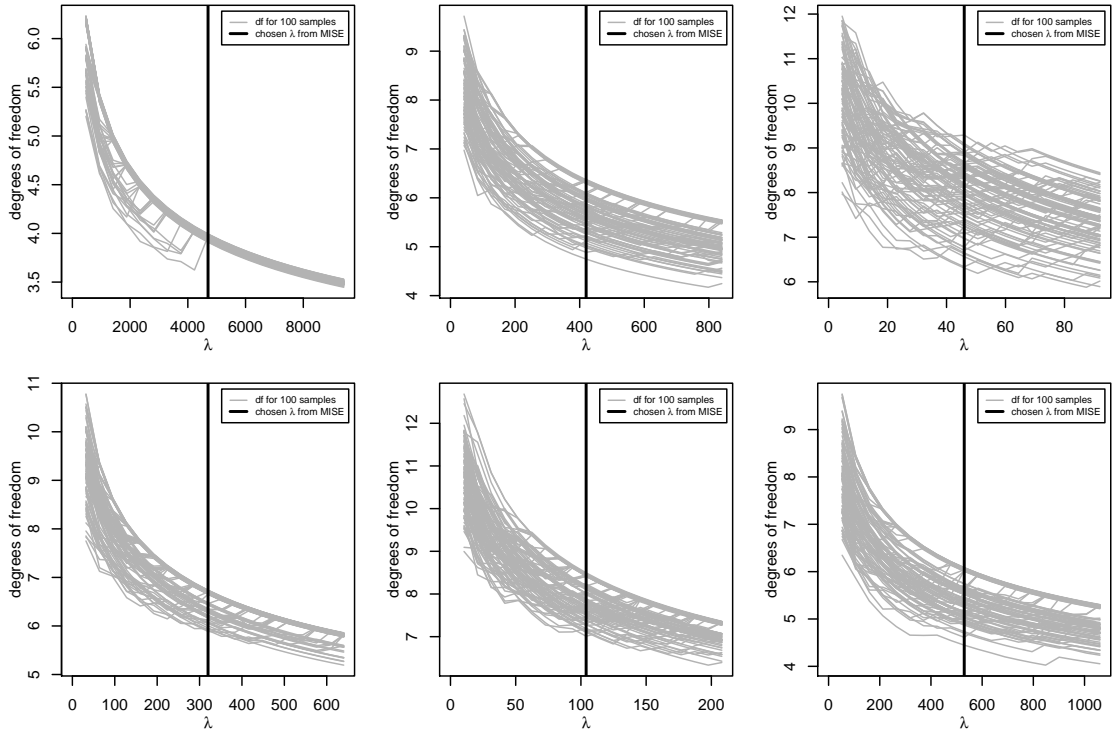 df for 100 samples
chosen λ from MISE
degrees of freedom
3.5 4.0 4.5 5.0 5.5 6.0
0 2000 4000 6000 8000
λ
df for 100 samples
chosen λ from MISE
degrees of freedom
4 5 6 7 8 9
0 200 400 600 800
λ
df for 100 samples
chosen λ from MISE
degrees of freedom
6 7 8 9 10 11 12
0 20 40 60 80
λ
df for 100 samples
chosen λ from MISE
degrees of freedom
5 6 7 8 9 10 11
0 100 200 300 400 500 600
λ
df for 100 samples
chosen λ from MISE
degrees of freedom
7 8 9 10 11 12
0 50 100 150 200
λ
df for 100 samples
chosen λ from MISE
degrees of freedom
4 5 6 7 8 9
0 200 400 600 800 1000
λ